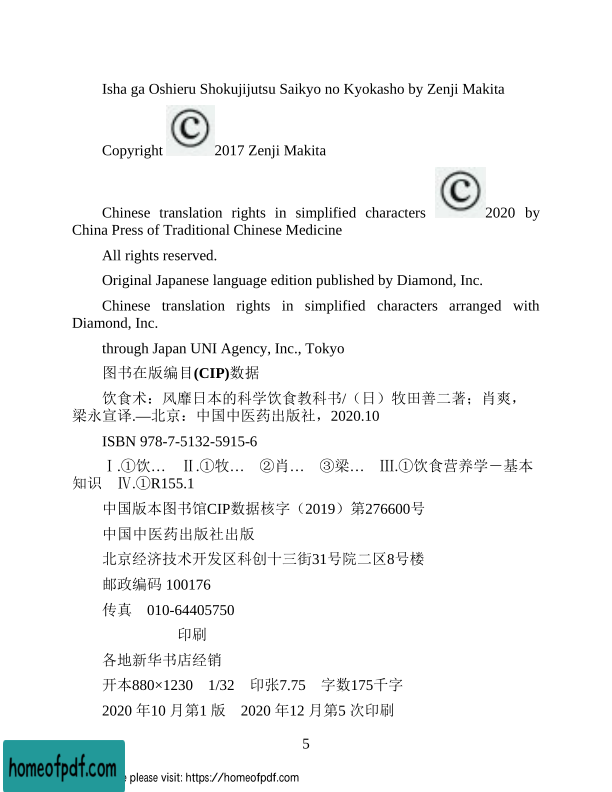 Isha ga Oshieru Shokujijutsu Saikyo no Kyokasho by Zenji Makita
Copyright © 2017 Zenji Makita
Chinese translation rights in simplified characters © 2020 by
China Press of Traditional Chinese Medicine
All rights reserved.
Original Japanese language edition published by Diamond, Inc.
Chinese translation rights in simplified characters arranged with
Diamond, Inc.
through Japan UNI Agency, Inc., Tokyo
图书在版编目(CIP)数据
饮食术：风靡日本的科学饮食教科书/（日）牧田善二著；肖爽，
梁永宣译.—北京：中国中医药出版社，2020.10
ISBN 978-7-5132-5915-6
Ⅰ.①饮… Ⅱ.①牧… ②肖… ③梁… Ⅲ.①饮食营养学－基本
知识 Ⅳ.①R155.1
中国版本图书馆CIP数据核字（2019）第276600号
中国中医药出版社出版
北京经济技术开发区科创十三街31号院二区8号楼
邮政编码 100176
传真 010-64405750
印刷
各地新华书店经销
开本880×1230 1/32 印张7.75 字数175千字
2020 年10 月第1 版 2020 年12 月第5 次印刷
5
homeofpdf.com
please visit: https://homeofpdf.com